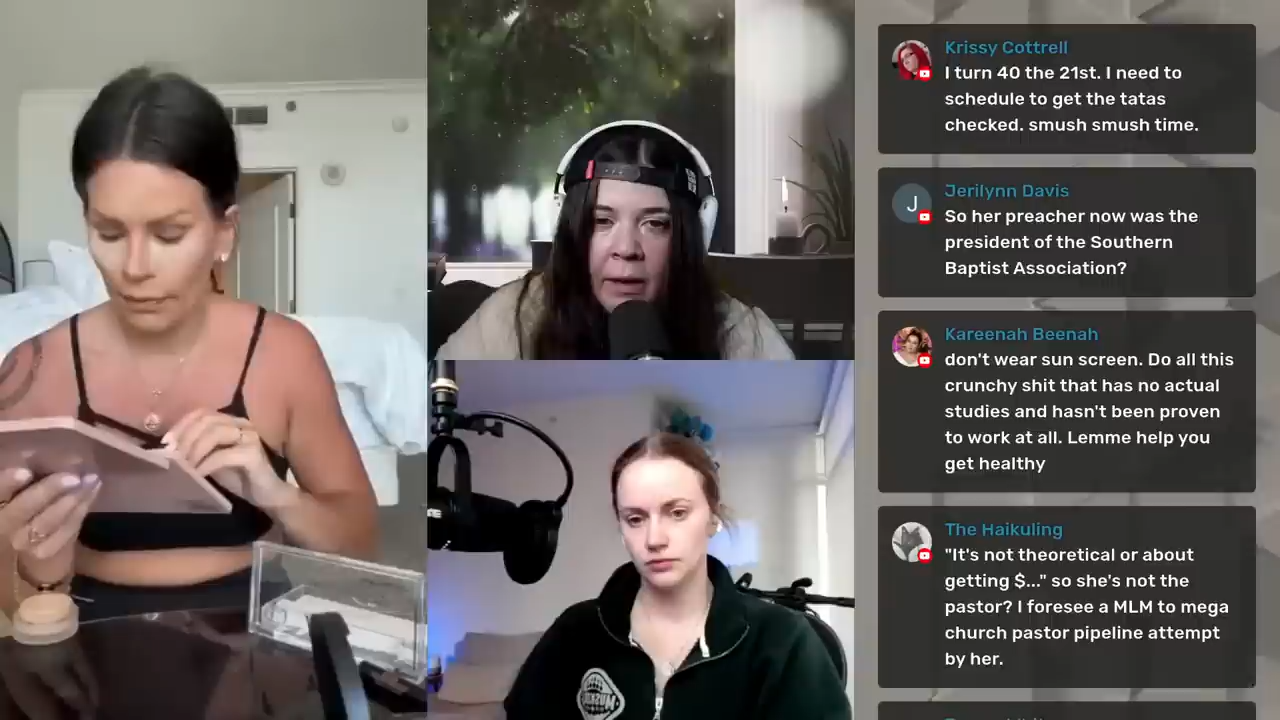 Krissy Cottrell
I turn 40 the 21st. I need to
schedule to get the tatas
checked. smush smush time.
J
Jerilynn Davis
So her preacher now was the
president of the Southern
Baptist Association?
Kareenah Beenah
don't wear sun screen. Do all this
crunchy shit that has no actual
studies and hasn't been proven
to work at all. Lemme help you
get healthy
The Haikuling
"It's not theoretical or about
getting $..." so she's not the
pastor? I foresee a MLM to mega
church pastor pipeline attempt
by her.